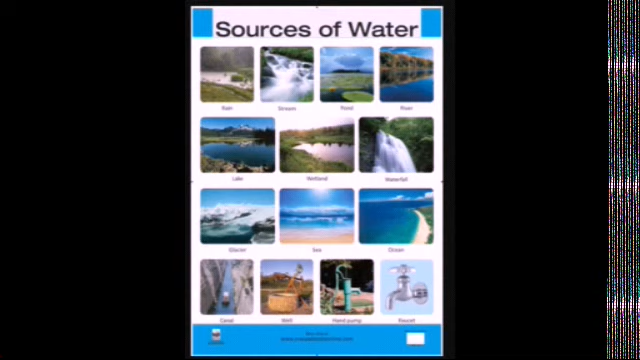 Sources of Water
Rain Stream Pond River
Lake Wetland Waterfall
Glacier Sea Ocean
Canal Well Hand pump Faucet